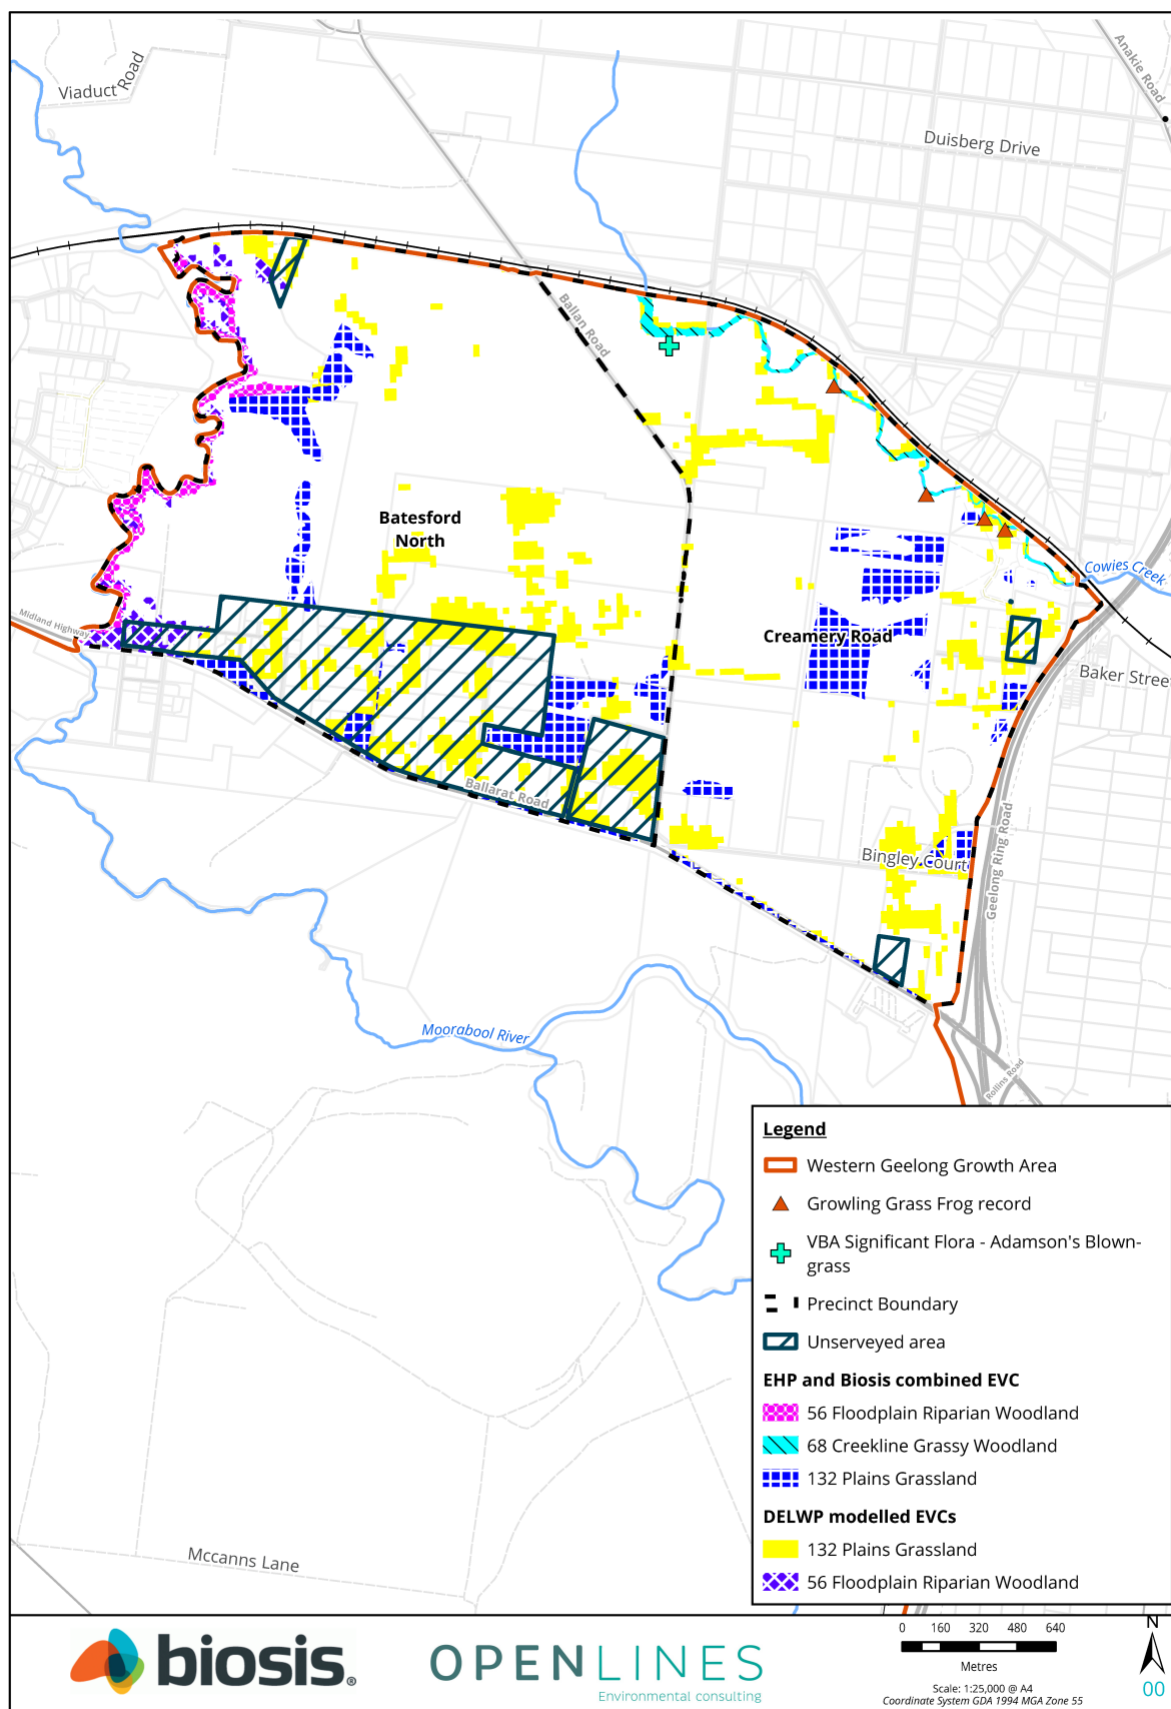 Viaduct Road
Anakie Road
Duisberg Drive
Ballan Road
Batesford
North
Creamery Road
Cowies Creek
Midland Highway
Baker Stree
Ballarat Road
Bingley Court
Geelong Ring Road
Moorabool River
Rollins Road
Mccanns Lane
Legend
Western Geelong Growth Area
Growling Grass Frog record
VBA Significant Flora - Adamson's Blown-
grass
Precinct Boundary
Unserveyed area
EHP and Biosis combined EVC
56 Floodplain Riparian Woodland
68 Creekline Grassy Woodland
132 Plains Grassland
DELWP modelled EVCs
132 Plains Grassland
56 Floodplain Riparian Woodland
biosis®
OPENLINES
Environmental consulting
0 160 320 480 640
Metres
Scale: 1:25,000 @ A4
Coordinate System GDA 1994 MGA Zone 55
N
00